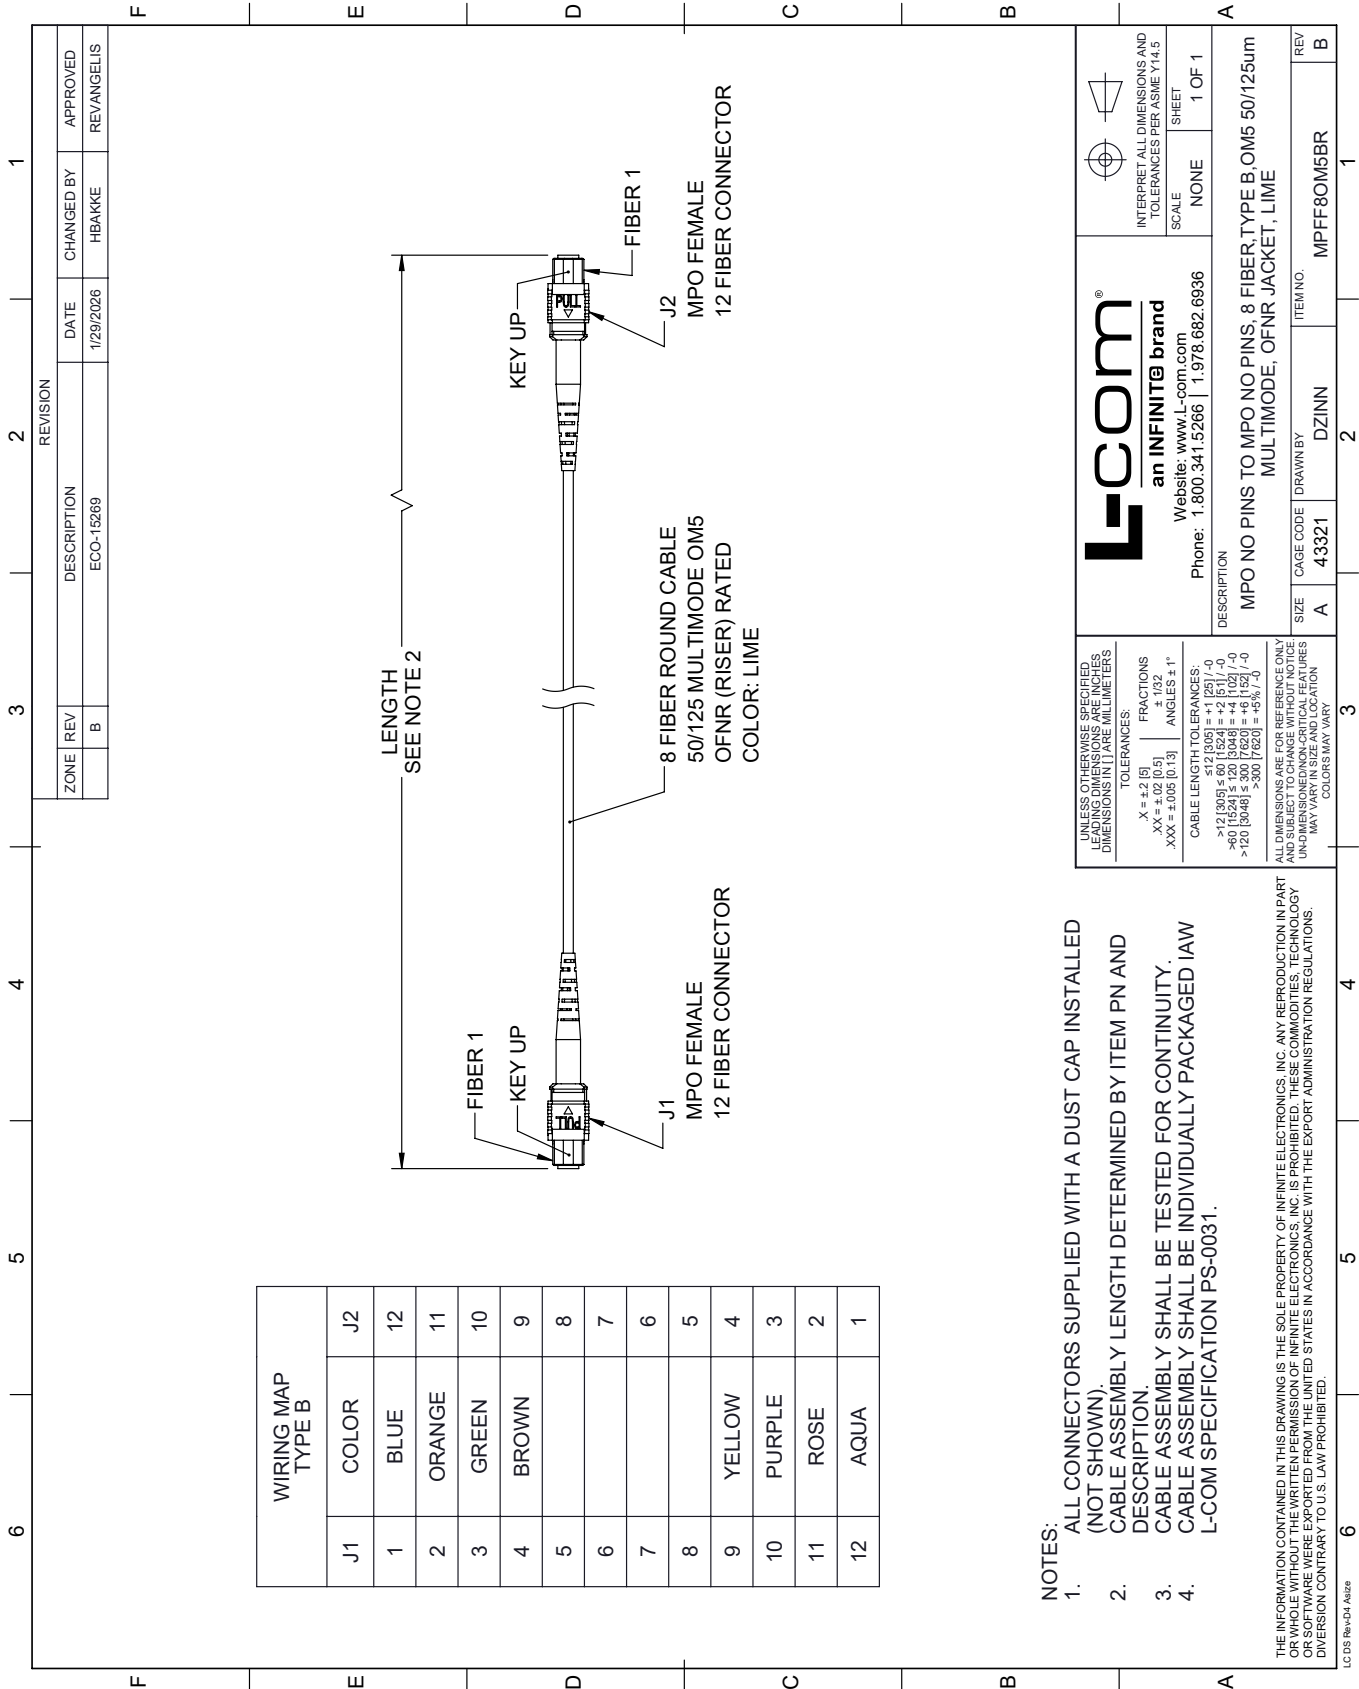 6
5
4
3
2
1
F
E
D
C
B
A
F
E
D
C
B
A
REVISION
ZONE
REV
DESCRIPTION
DATE
CHANGED BY
APPROVED
B
ECO-15269
1/29/2026
HBAKKE
REVANGELIS
WIRING MAP
TYPE B
J1 COLOR J2
1 BLUE 12
2 ORANGE 11
3 GREEN 10
4 BROWN 9
5 8
6 7
7 6
8 5
9 YELLOW 4
10 PURPLE 3
11 ROSE 2
12 AQUA 1
LENGTH
SEE NOTE 2
FIBER 1
KEY UP
PULL
J1
MPO FEMALE
12 FIBER CONNECTOR
8 FIBER ROUND CABLE
50/125 MULTIMODE OM5
OFNR (RISER) RATED
COLOR: LIME
KEY UP
PULL
FIBER 1
J2
MPO FEMALE
12 FIBER CONNECTOR
NOTES:
1. ALL CONNECTORS SUPPLIED WITH A DUST CAP INSTALLED
(NOT SHOWN).
2. CABLE ASSEMBLY LENGTH DETERMINED BY ITEM PN AND
DESCRIPTION.
3. CABLE ASSEMBLY SHALL BE TESTED FOR CONTINUITY.
4. CABLE ASSEMBLY SHALL BE INDIVIDUALLY PACKAGED IAW
L-COM SPECIFICATION PS-0031.
THE INFORMATION CONTAINED IN THIS DRAWING IS THE SOLE PROPERTY OF INFINITE ELECTRONICS, INC. ANY REPRODUCTION IN PART
OR WHOLE WITHOUT THE WRITTEN PERMISSION OF INFINITE ELECTRONICS, INC. IS PROHIBITED. THESE COMMODITIES, TECHNOLOGY
OR SOFTWARE WERE EXPORTED FROM THE UNITED STATES IN ACCORDANCE WITH THE EXPORT ADMINISTRATION REGULATIONS.
DIVERSION CONTRARY TO U.S. LAW PROHIBITED.
UNLESS OTHERWISE SPECIFIED
LEADING DIMENSIONS ARE INCHES
DIMENSIONS IN [ ] ARE MILLIMETERS
TOLERANCES:
.X = ±.2 [5] FRACTIONS
.XX = ±.02 [0.5] ± 1/32
.XXX = ±.005 [0.13] ANGLES ± 1°
CABLE LENGTH TOLERANCES:
≤12 [305] = +1 [25] / -0
>12 [305] ≤ 60 [1524] = +2 [51] / -0
>60 [1524] ≤ 120 [3048] = +4 [102] / -0
>120 [3048] ≤ 300 [7620] = +6 [152] / -0
>300 [7620] = +5% / -0
ALL DIMENSIONS ARE FOR REFERENCE ONLY
AND SUBJECT TO CHANGE WITHOUT NOTICE.
UN-DIMENSIONED/NON-CRITICAL FEATURES
MAY VARY IN SIZE AND LOCATION
COLORS MAY VARY
L-com®
an INFINIT℮ brand
Website: www.L-com.com
Phone: 1.800.341.5266 | 1.978.682.6936
INTERPRET ALL DIMENSIONS AND
TOLERANCES PER ASME Y14.5
SCALE
NONE
SHEET
1 OF 1
DESCRIPTION
MPO NO PINS TO MPO NO PINS, 8 FIBER,TYPE B,OM5 50/125um
MULTIMODE, OFNR JACKET, LIME
SIZE
A
CAGE CODE
43321
DRAWN BY
DZINN
ITEM NO.
MPFF8OM5BR
REV
B
6
5
4
3
2
1
LC DS Rev-D4 Asize